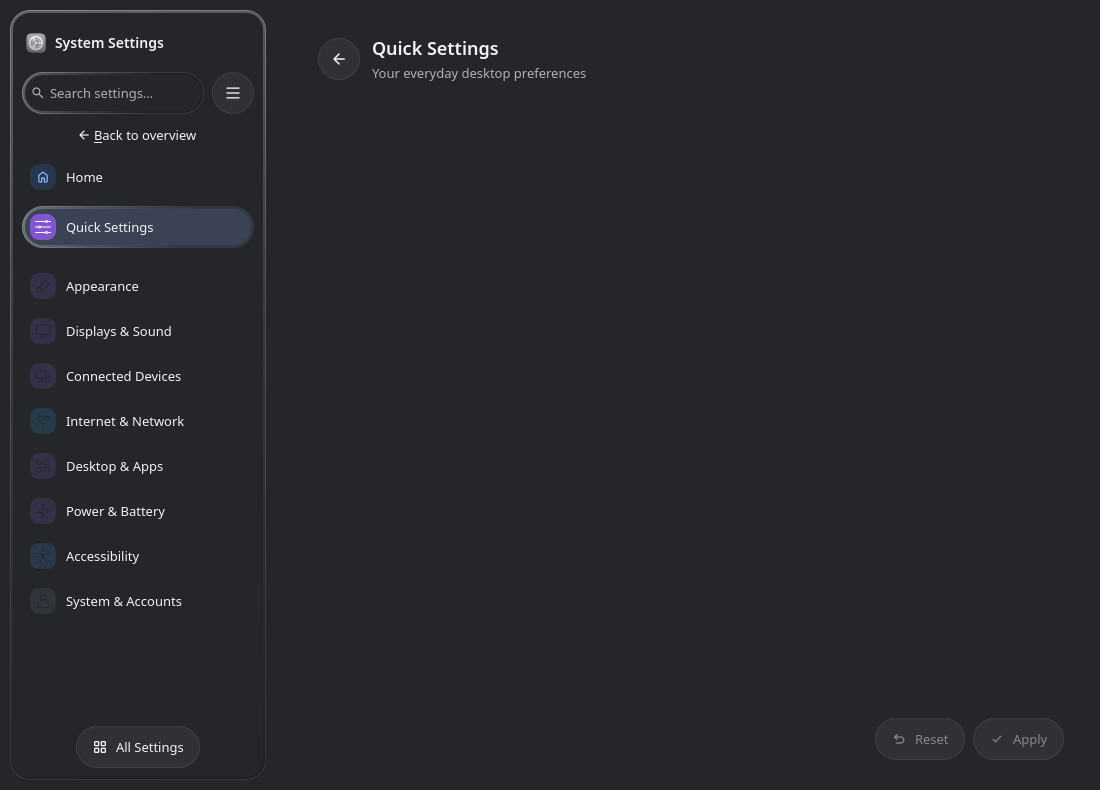 System Settings
Search settings...
Back to overview
Home
Quick Settings
Appearance
Displays & Sound
Connected Devices
Internet & Network
Desktop & Apps
Power & Battery
Accessibility
System & Accounts
All Settings
Quick Settings
Your everyday desktop preferences
Reset
Apply